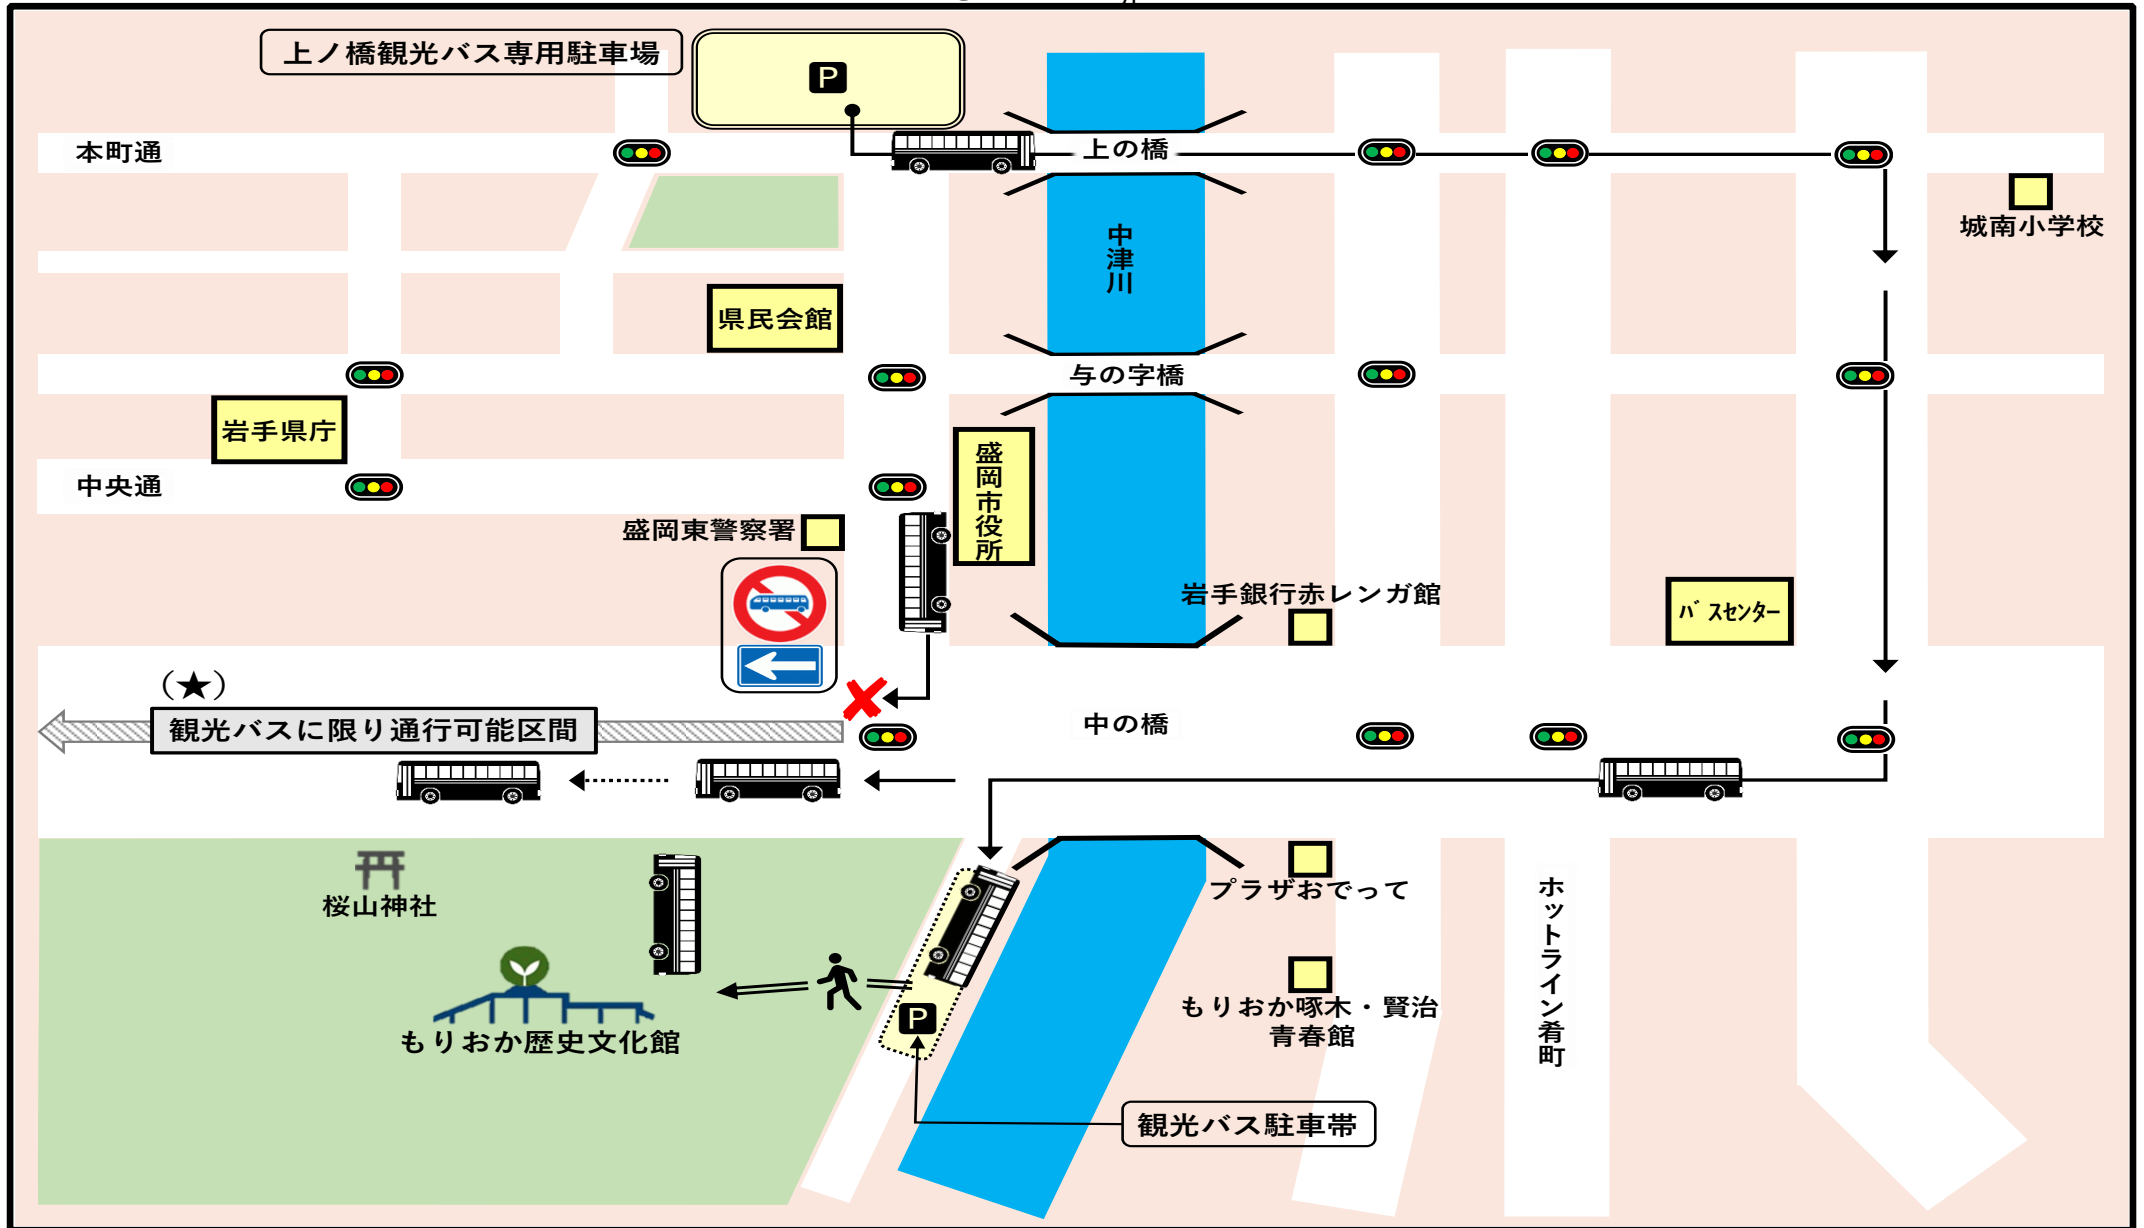 上ノ橋観光バス専用駐車場
P
本町通
上の橋
城南小学校
中津川
県民会館
与の字橋
岩手県庁
盛岡市役所
中央通
盛岡東警察署
岩手銀行赤レンガ館
バスセンター
(★)
観光バスに限り通行可能区間
中の橋
桜山神社
プラザおでって
ホットライン肴町
もりおか歴史文化館
P
もりおか啄木・賢治
青春館
観光バス駐車帯